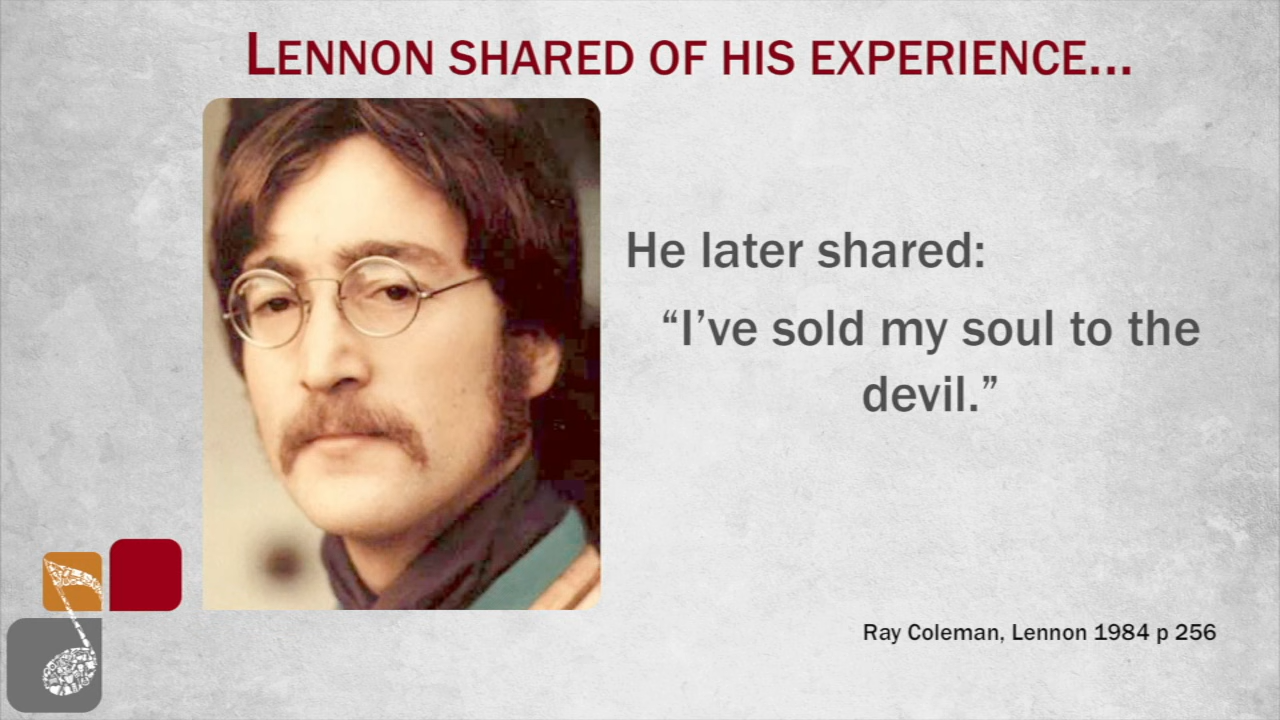 LENNON SHARED OF HIS EXPERIENCE...
He later shared:
“I’ve sold my soul to the
devil.”
Ray Coleman, Lennon 1984 p 256